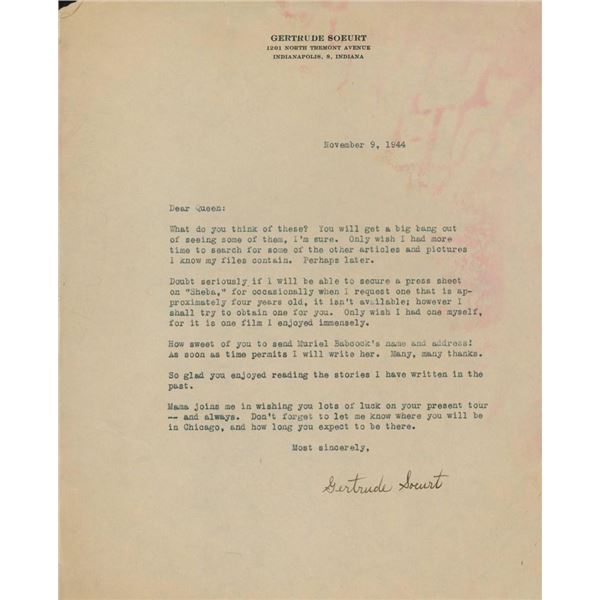 GERTRUDE SOEURT
1201 NORTH TREMONT AVENUE
INDIANAPOLIS, 8, INDIANA
November 9, 1944
Dear Queen:
What do you think of these? You will get a big bang out
of seeing some of them, I'm sure. Only wish I had more
time to search for some of the other articles and pictures
I know my files contain. Perhaps later.
Doubt seriously if I will be able to secure a press sheet
on "Sheba," for occasionally when I request one that is ap-
proximately four years old, it isn't available; however I
shall try to obtain one for you. Only wish I had one myself,
for it is one film I enjoyed immensely.
How sweet of you to send Muriel Babcock's name and address!
As soon as time permits I will write her. Many, many thanks.
So glad you enjoyed reading the stories I have written in the
past.
Mama joins me in wishing you lots of luck on your present tour
-- and always. Don't forget to let me know where you will be
in Chicago, and how long you expect to be there.
Most sincerely,
Gertrude Soeurt